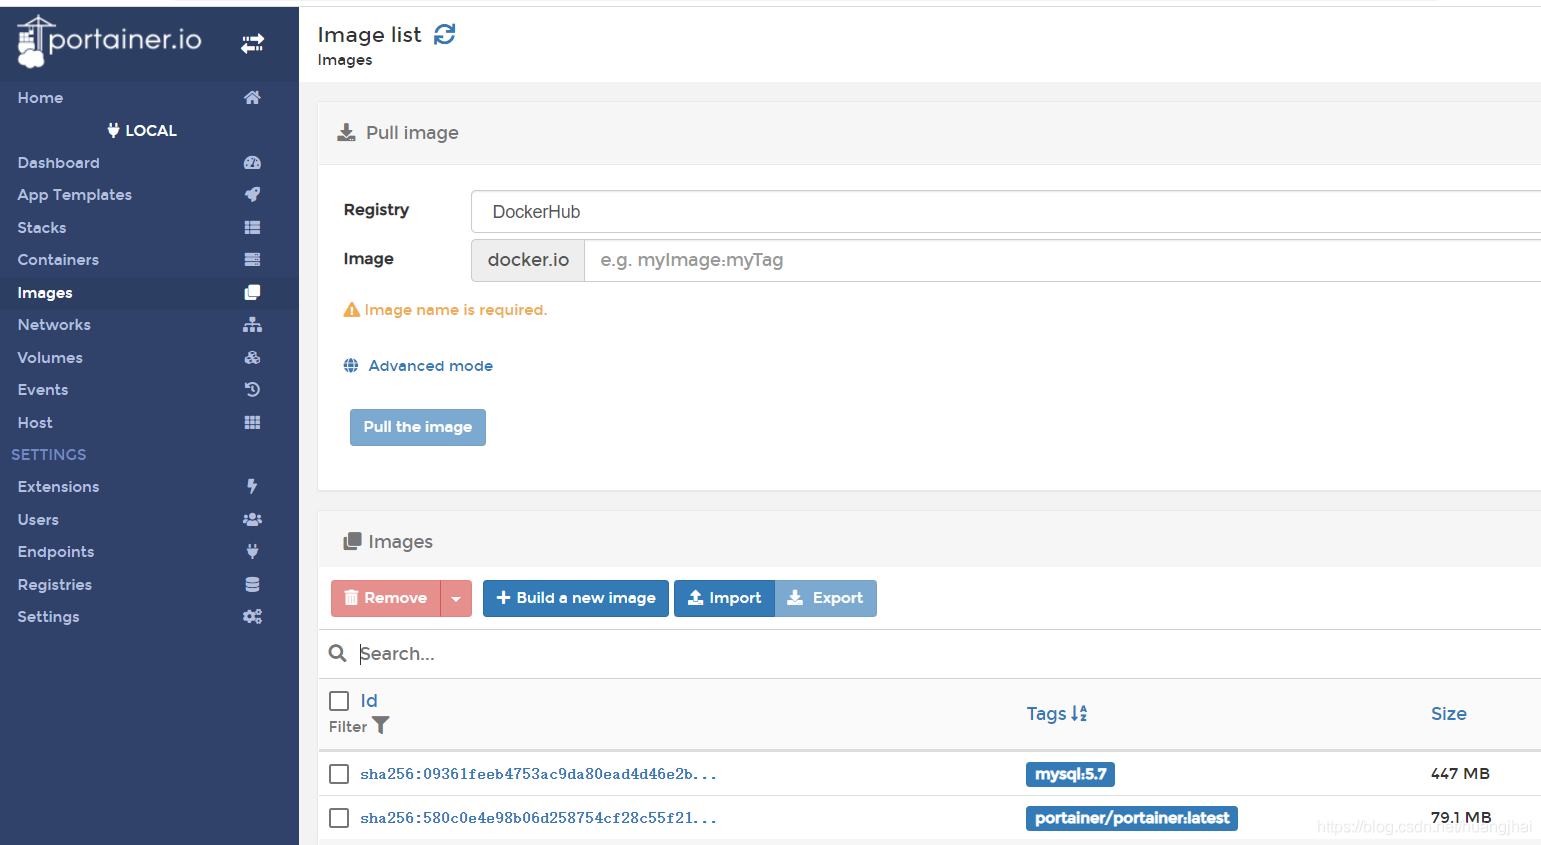 portainer.io
Home
LOCAL
Dashboard
App Templates
Stacks
Containers
Images
Networks
Volumes
Events
Host
SETTINGS
Extensions
Users
Endpoints
Registries
Settings
Image list
Images
Pull image
Registry DockerHub
Image docker.io e.g. myImage:myTag
Image name is required.
Advanced mode
Pull the image
Images
Remove + Build a new image Import Export
Search...
Id Tags Size
Filter
sha256:09361feeb4753ac9da80ead4d46e2b... mysql:5.7 447 MB
sha256:580c0e4e98b06d258754cf28c55f21... portainer/portainer:latest 79.1 MB
https://blog.csdn.net/huangjhai